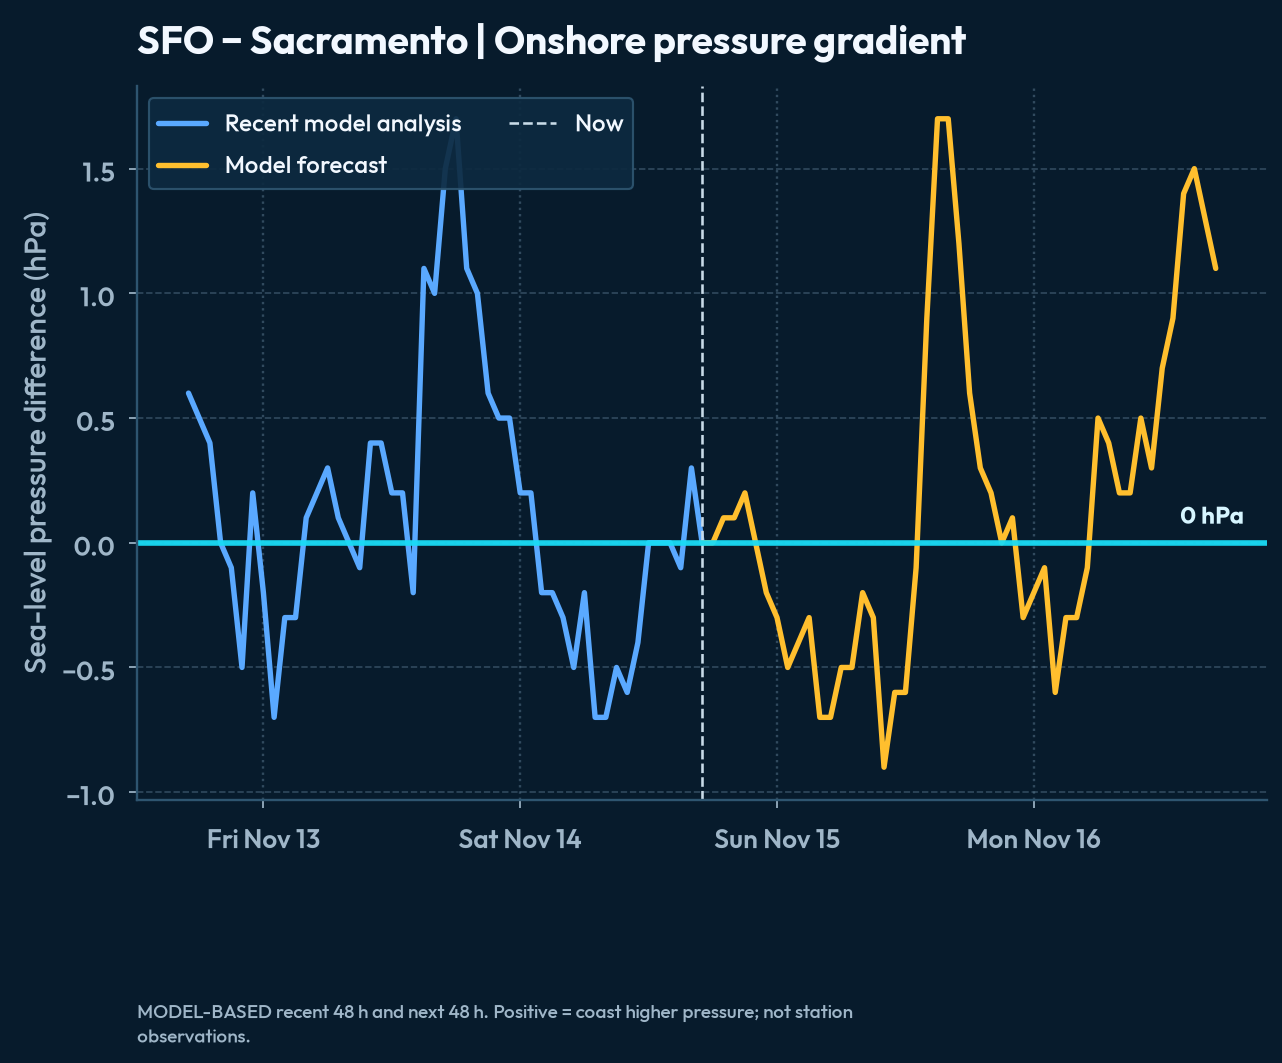 SFO – Sacramento | Onshore pressure gradient
Recent model analysis
Now
Model forecast
Sea-level pressure difference (hPa)
1.5
1.0
0.5
0.0
−0.5
−1.0
0 hPa
Fri Nov 13
Sat Nov 14
Sun Nov 15
Mon Nov 16
MODEL-BASED recent 48 h and next 48 h. Positive = coast higher pressure; not station
observations.